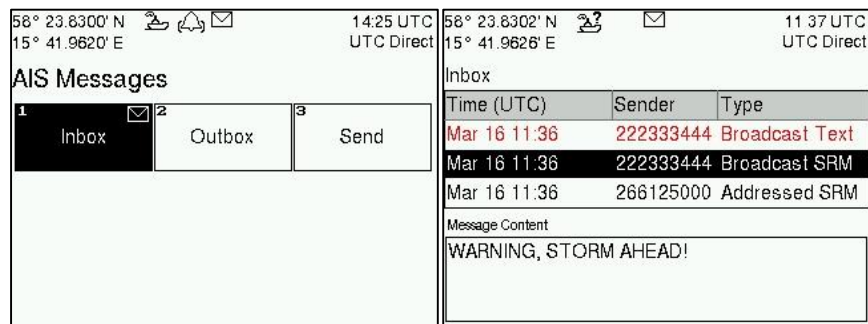 58° 23.8300' N
14:25 UTC
15° 41.9620' E
UTC Direct
AIS Messages
1
Inbox
2
Outbox
3
Send
58° 23.8302' N
?
11 37 UTC
15° 41.9626' E
UTC Direct
Inbox
Time (UTC) Sender Type
Mar 16 11:36 222333444 Broadcast Text
Mar 16 11:36 222333444 Broadcast SRM
Mar 16 11:36 266125000 Addressed SRM
Message Content
WARNING, STORM AHEAD!